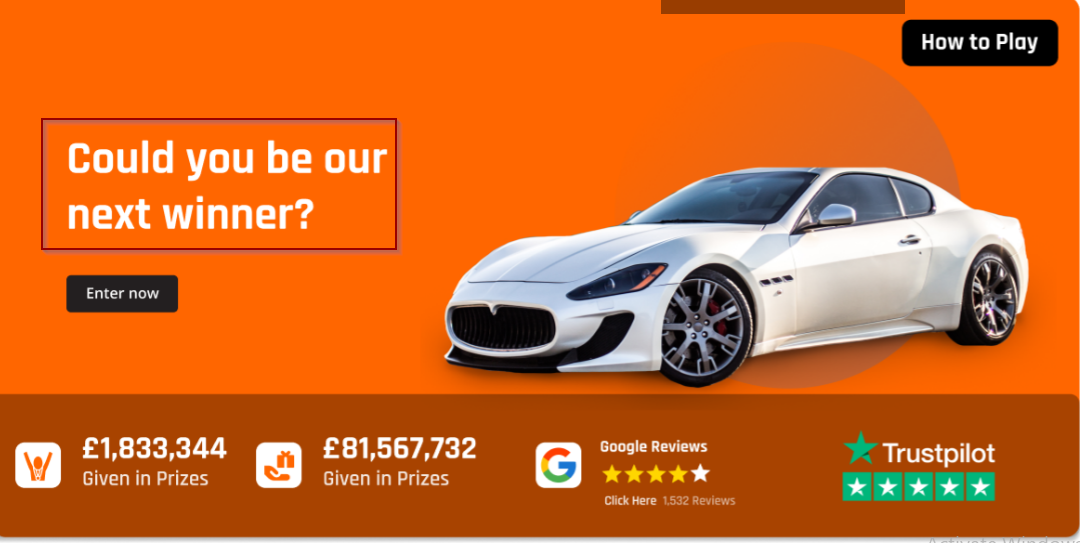 How to Play
Could you be our
next winner?
Enter now
£1,833,344
Given in Prizes
£81,567,732
Given in Prizes
Google Reviews
Click Here 1,532 Reviews
Trustpilot